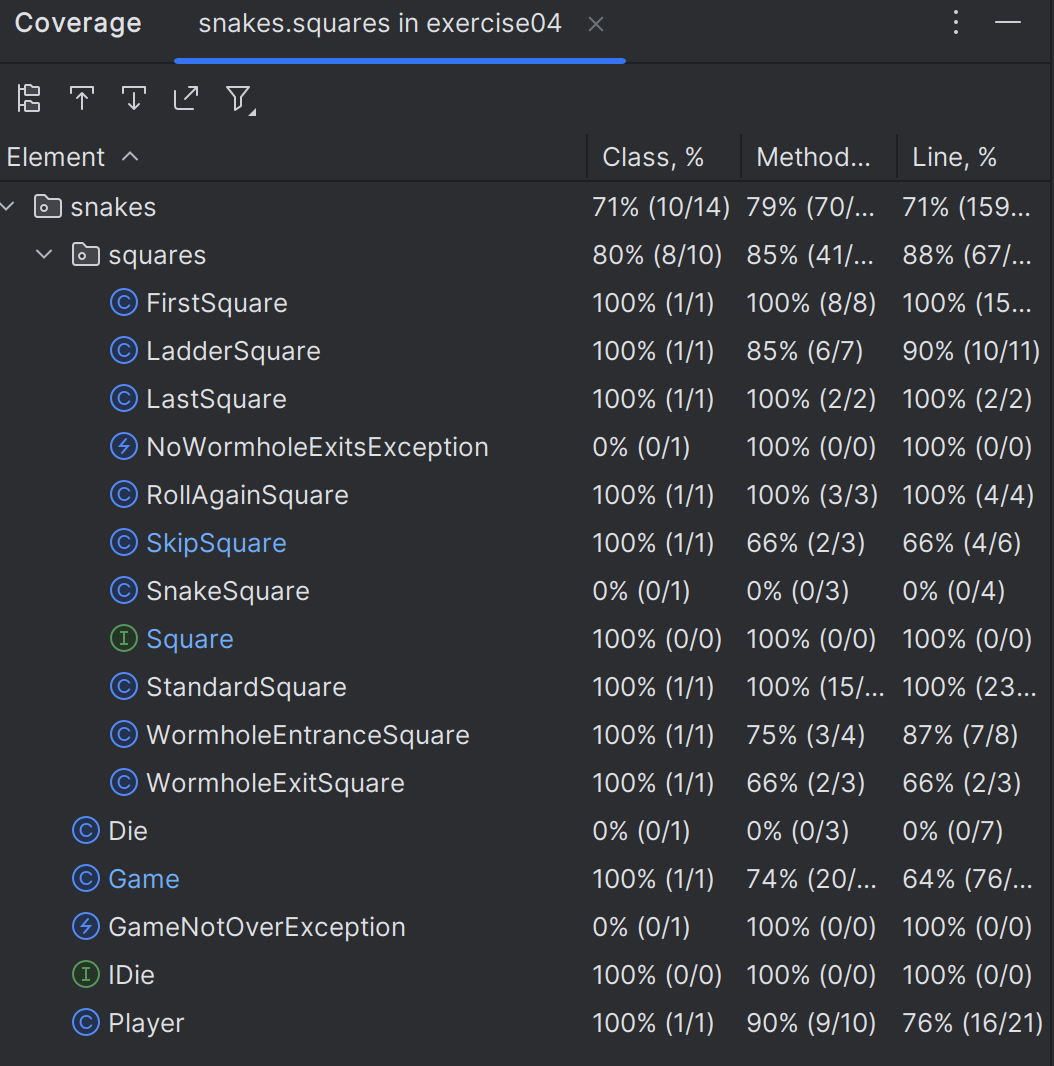 Coverage snakes.squares in exercise04
Element Class, % Method... Line, %
snakes 71% (10/14) 79% (70/... 71% (159...
squares 80% (8/10) 85% (41/... 88% (67/...
FirstSquare 100% (1/1) 100% (8/8) 100% (15...
LadderSquare 100% (1/1) 85% (6/7) 90% (10/11)
LastSquare 100% (1/1) 100% (2/2) 100% (2/2)
NoWormholeExitsException 0% (0/1) 100% (0/0) 100% (0/0)
RollAgainSquare 100% (1/1) 100% (3/3) 100% (4/4)
SkipSquare 100% (1/1) 66% (2/3) 66% (4/6)
SnakeSquare 0% (0/1) 0% (0/3) 0% (0/4)
Square 100% (0/0) 100% (0/0) 100% (0/0)
StandardSquare 100% (1/1) 100% (15/... 100% (23...
WormholeEntranceSquare 100% (1/1) 75% (3/4) 87% (7/8)
WormholeExitSquare 100% (1/1) 66% (2/3) 66% (2/3)
Die 0% (0/1) 0% (0/3) 0% (0/7)
Game 100% (1/1) 74% (20/... 64% (76/...
GameNotOverException 0% (0/1) 100% (0/0) 100% (0/0)
IDie 100% (0/0) 100% (0/0) 100% (0/0)
Player 100% (1/1) 90% (9/10) 76% (16/21)